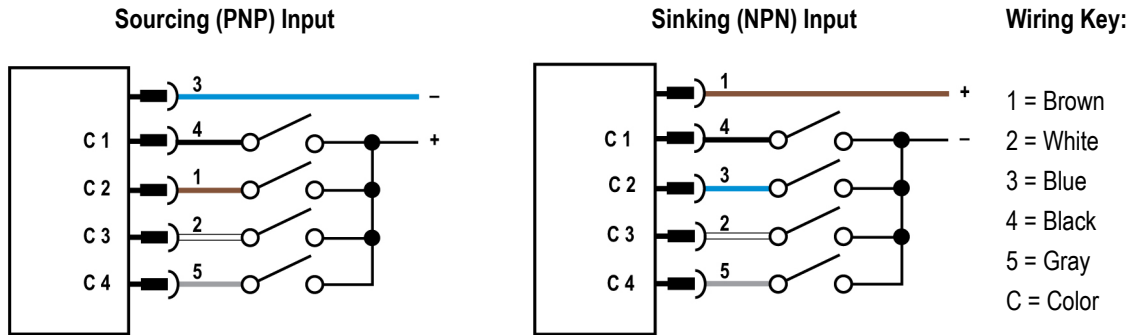 Sourcing (PNP) Input
3
–
C 1
4
+
C 2
1
C 3
2
C 4
5
Sinking (NPN) Input
1
+
C 1
4
–
C 2
3
C 3
2
C 4
5
Wiring Key:
1 = Brown
2 = White
3 = Blue
4 = Black
5 = Gray
C = Color